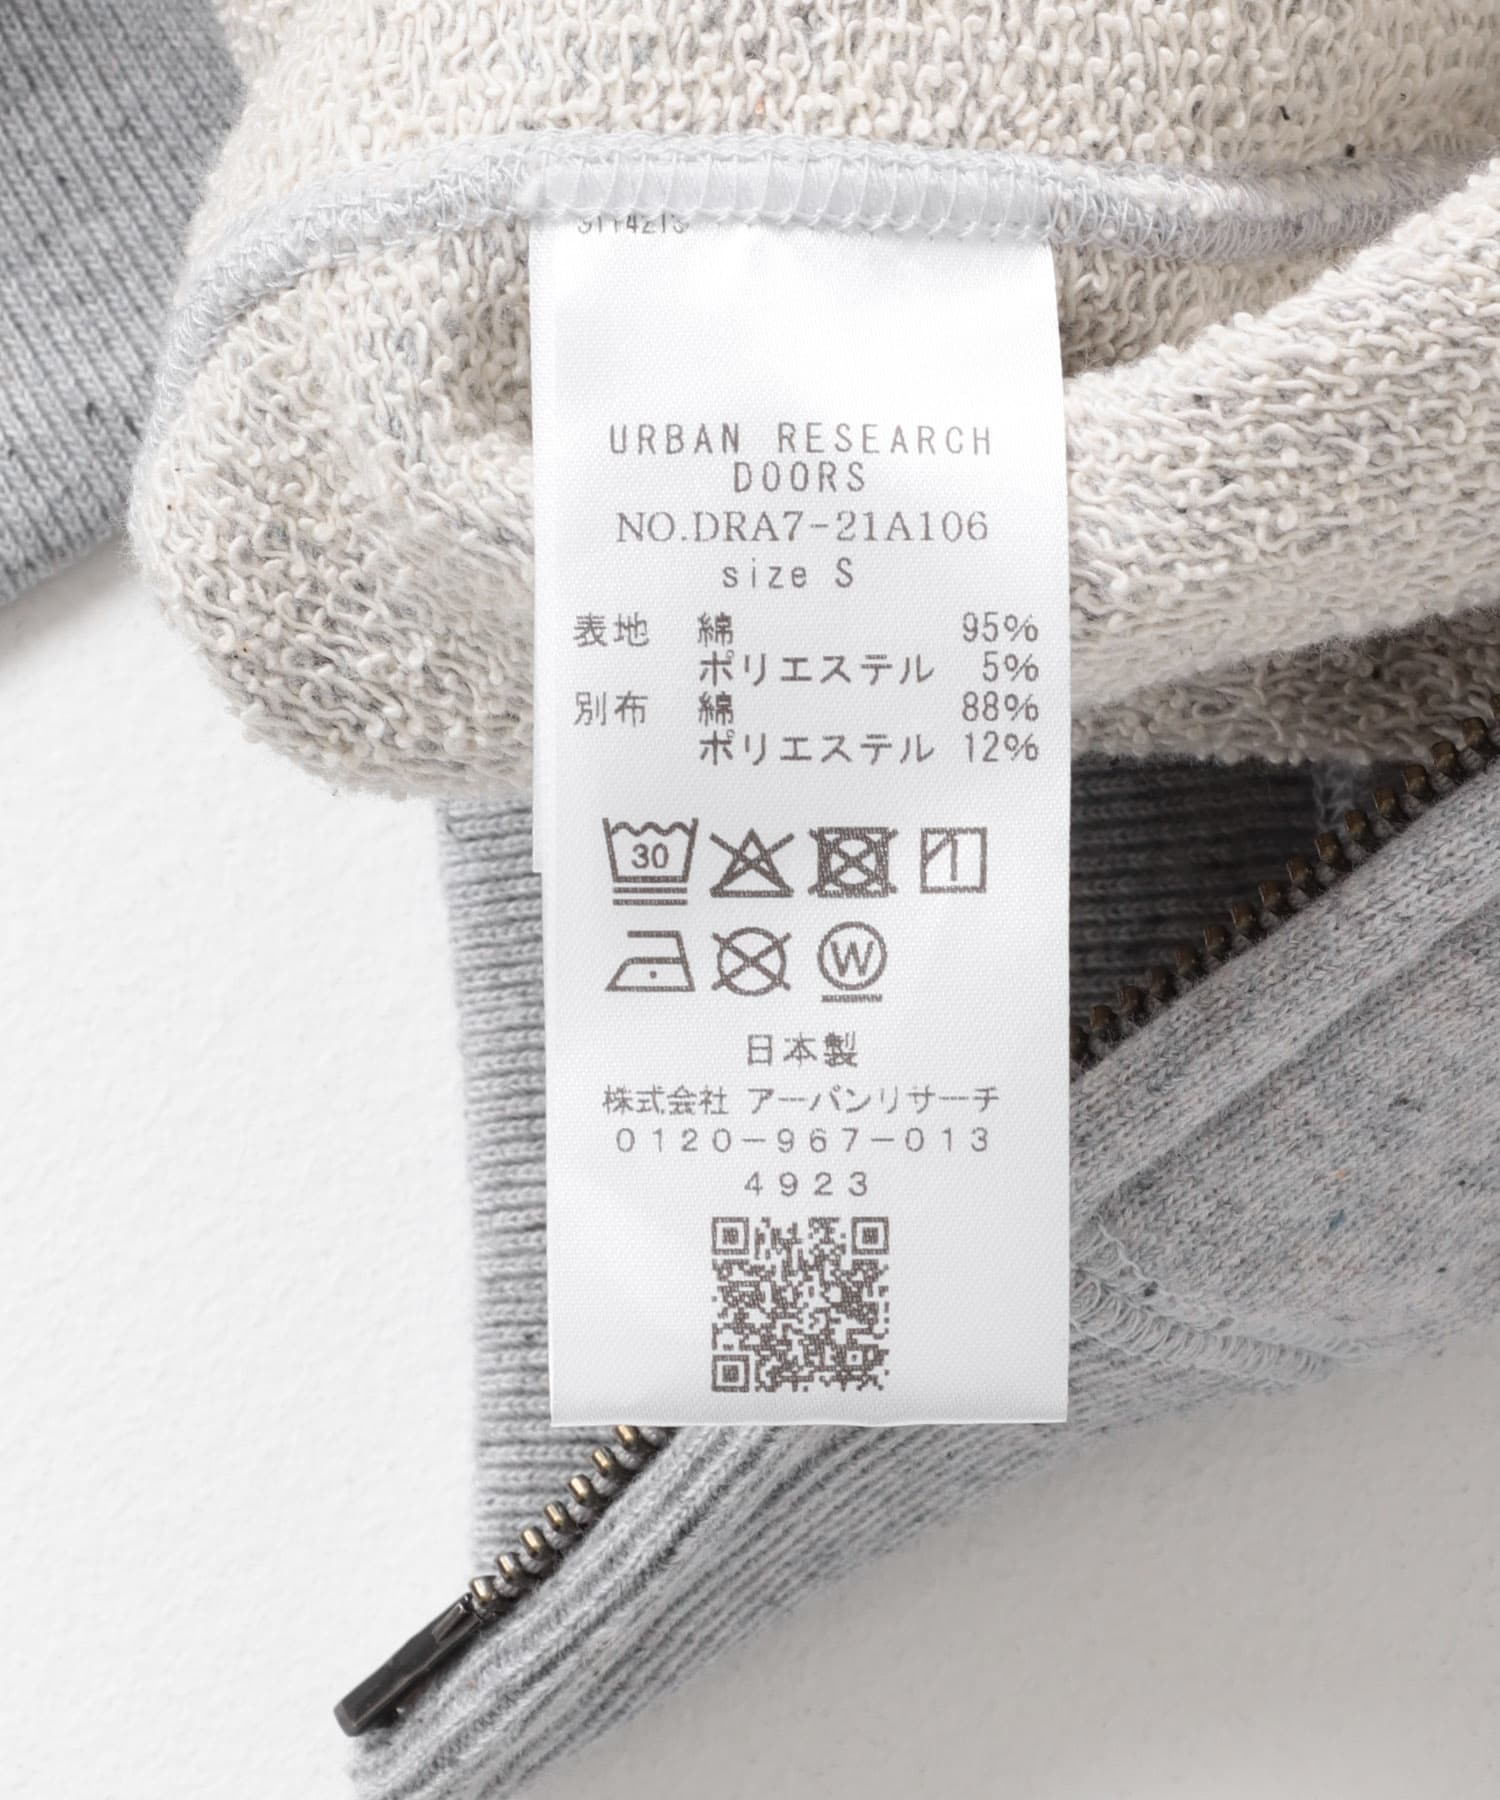 URBAN RESEARCH
DOORS
NO.DRA7-21A106
size S
表地 綿 95%
ポリエステル 5%
別布 綿 88%
ポリエステル 12%
30
W
日本製
株式会社 アーバンリサーチ
0120-967-013
4923